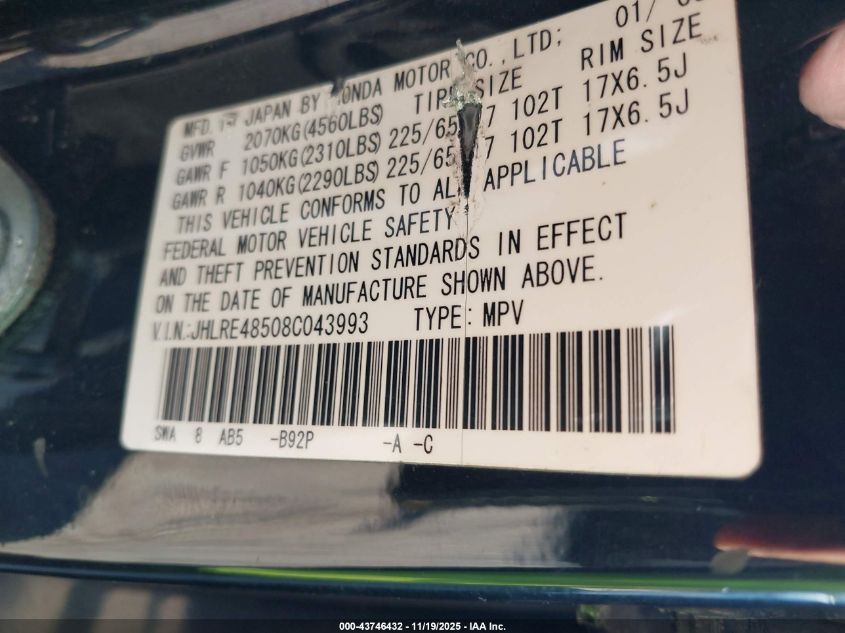 MFD. IN JAPAN BY HONDA MOTOR CO.,LTD; 01/
GVWR 2070KG(4560LBS) TIRE SIZE RIM SIZE
GAWR F 1050KG(2310LBS) 225/65 7 102T 17X6.5J
GAWR R 1040KG(2290LBS) 225/65 7 102T 17X6.5J
THIS VEHICLE CONFORMS TO ALL APPLICABLE
FEDERAL MOTOR VEHICLE SAFETY
AND THEFT PREVENTION STANDARDS IN EFFECT
ON THE DATE OF MANUFACTURE SHOWN ABOVE.
V.I.N.:JHLRE48508C043993 TYPE: MPV
SWA 8 AB5 -B92P -A -C
000-43746432 - 11/19/2025 - IAA Inc.